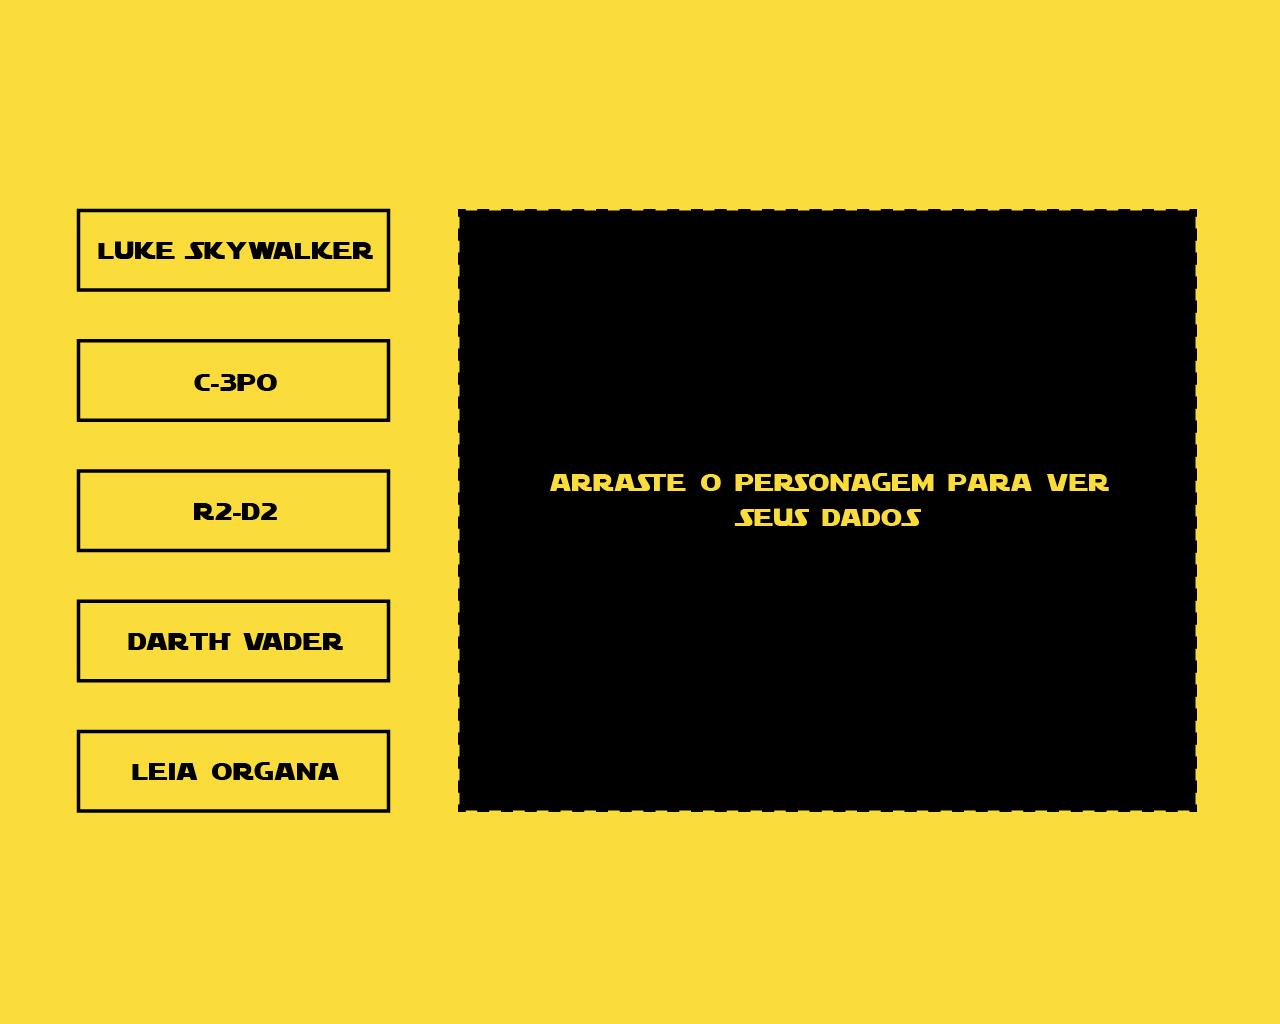 LUKE SKYWALKER
C-3PO
R2-D2
DARTH VADER
LEIA ORGANA
ARRASTE O PERSONAGEM PARA VER
SEUS DADOS